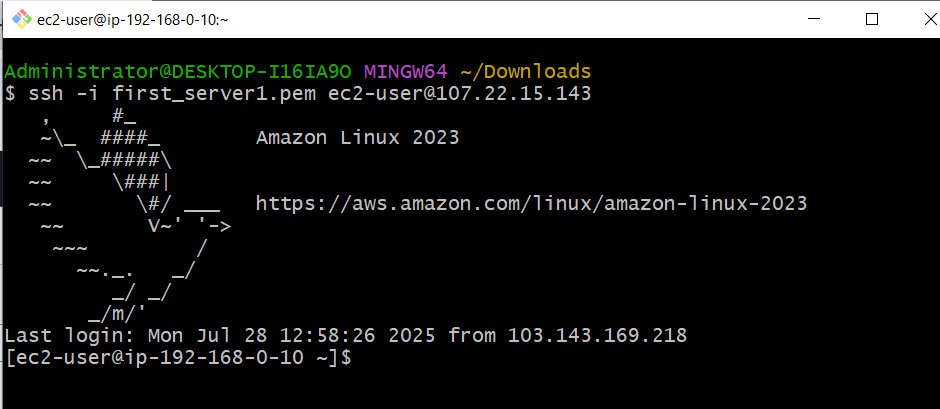 ec2-user@ip-192-168-0-10:~
Administrator@DESKTOP-I16IA9O MINGW64 ~/Downloads
$ ssh -i first_server1.pem ec2-user@107.22.15.143
   ,     #_
   ~\_  ####_        Amazon Linux 2023
  ~~  \_#####\
  ~~     \###|
  ~~       \#/ ___   https://aws.amazon.com/linux/amazon-linux-2023
   ~~       V~' '->
    ~~~         /
      ~~._.   _/
         _/ _/
       _/m/'
Last login: Mon Jul 28 12:58:26 2025 from 103.143.169.218
[ec2-user@ip-192-168-0-10 ~]$